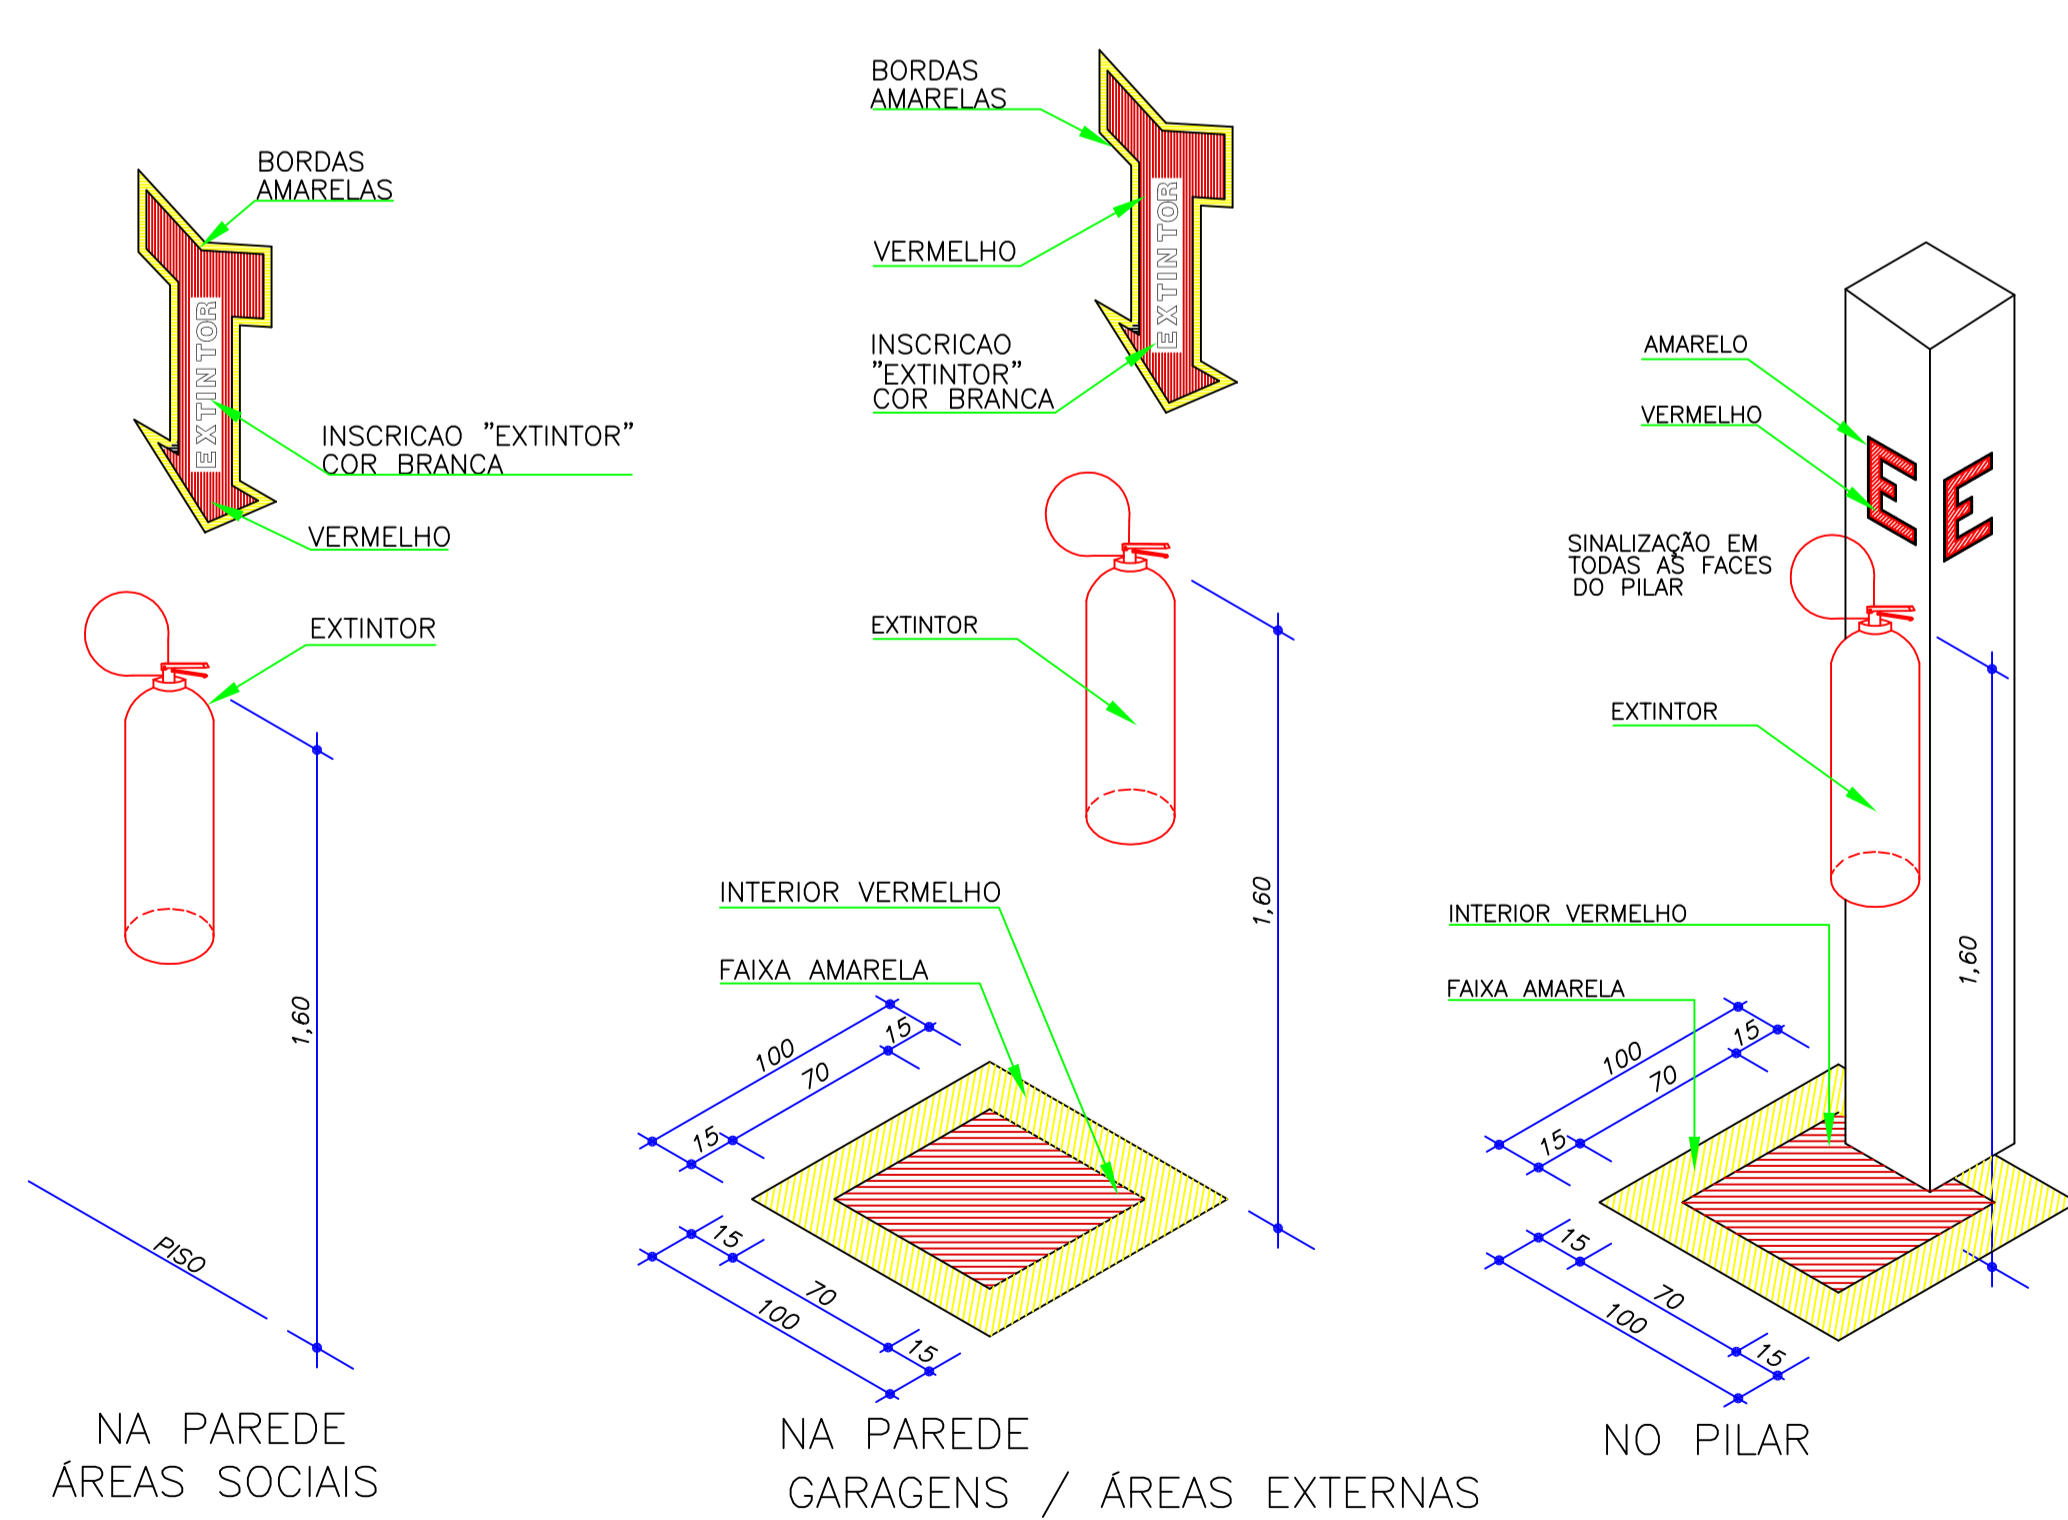 BORDAS
AMARELAS
EXTINTOR
INSCRICAO "EXTINTOR"
COR BRANCA
VERMELHO
EXTINTOR
1,60
PISO
NA PAREDE
ÁREAS SOCIAIS
BORDAS
AMARELAS
VERMELHO
EXTINTOR
INSCRICAO
"EXTINTOR"
COR BRANCA
EXTINTOR
1,60
INTERIOR VERMELHO
FAIXA AMARELA
100
15
70
15
15
70
100
15
NA PAREDE
GARAGENS / ÁREAS EXTERNAS
AMARELO
VERMELHO
E E
SINALIZAÇÃO EM
TODAS AS FACES
DO PILAR
EXTINTOR
1,60
INTERIOR VERMELHO
FAIXA AMARELA
100
15
70
15
15
70
100
15
NO PILAR